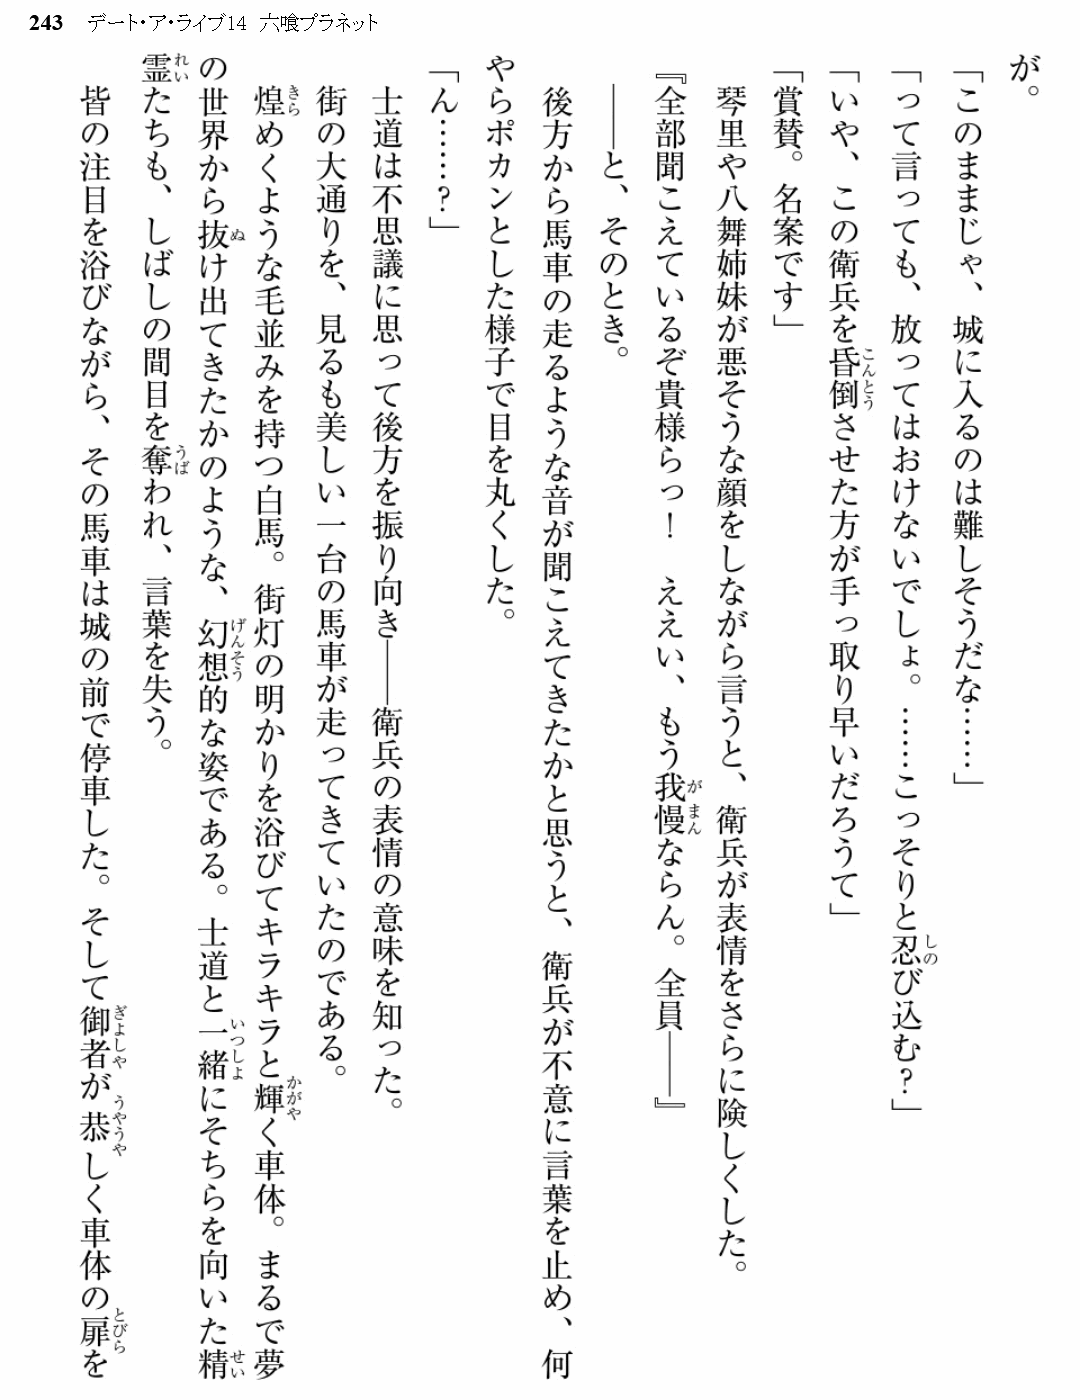 243 デート・ア・ライブ14 六喰プラネット
が。
「このままじゃ、城に入るのは難しそうだな……」
「って言っても、放ってはおけないでしょ。……こっそりと忍び込む？」
「いや、この衛兵を昏倒させた方が手っ取り早いだろうて」
「賞賛。名案です」
琴里や八舞姉妹が悪そうな顔をしながら言うと、衛兵が表情をさらに険しくした。
『全部聞こえているぞ貴様らっ！　ええい、もう我慢ならん。全員――』
――と、そのとき。
後方から馬車の走るような音が聞こえてきたかと思うと、衛兵が不意に言葉を止め、何
やらポカンとした様子で目を丸くした。
「ん……？」
士道は不思議に思って後方を振り向き――衛兵の表情の意味を知った。
街の大通りを、見るも美しい一台の馬車が走ってきていたのである。
煌めくような毛並みを持つ白馬。街灯の明かりを浴びてキラキラと輝く車体。まるで夢
の世界から抜け出てきたかのような、幻想的な姿である。士道と一緒にそちらを向いた精
霊たちも、しばしの間目を奪われ、言葉を失う。
皆の注目を浴びながら、その馬車は城の前で停車した。そして御者が恭しく車体の扉を